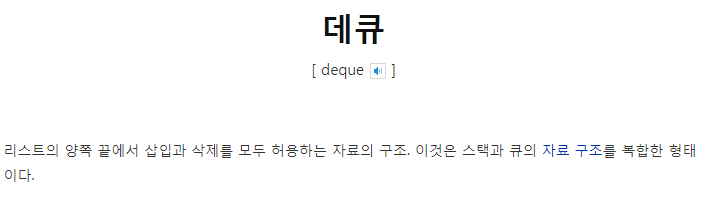 데큐
[ deque ]
리스트의 양쪽 끝에서 삽입과 삭제를 모두 허용하는 자료의 구조. 이것은 스택과 큐의 자료 구조를 복합한 형태
이다.